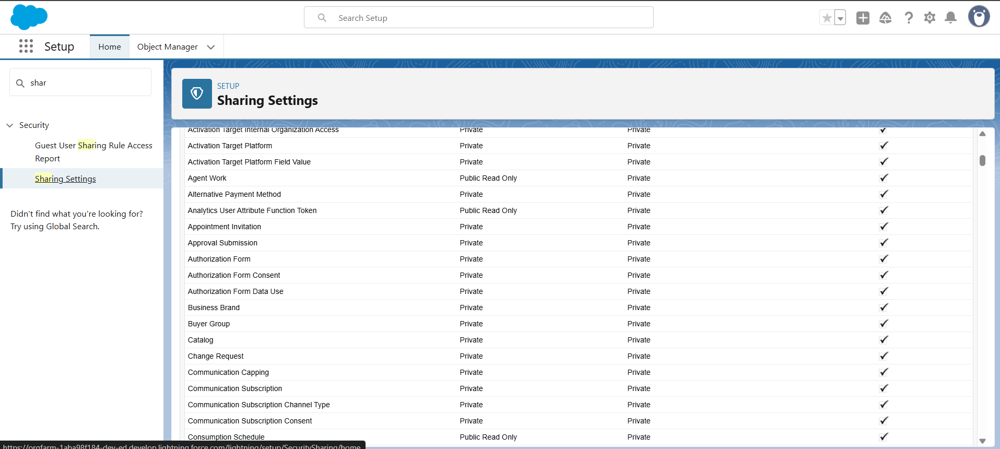 Search Setup
Setup
Home
Object Manager
shar
Security
Guest User Sharing Rule Access
Report
Sharing Settings
Didn't find what you're looking for?
Try using Global Search.
SETUP
Sharing Settings
Activation Target Internal Organization Access Private Private
Activation Target Platform Private Private
Activation Target Platform Field Value Private Private
Agent Work Public Read Only Private
Alternative Payment Method Private Private
Analytics User Attribute Function Token Public Read Only Private
Appointment Invitation Private Private
Approval Submission Private Private
Authorization Form Private Private
Authorization Form Consent Private Private
Authorization Form Data Use Private Private
Business Brand Private Private
Buyer Group Private Private
Catalog Private Private
Change Request Private Private
Communication Capping Private Private
Communication Subscription Private Private
Communication Subscription Channel Type Private Private
Communication Subscription Consent Private Private
Consumption Schedule Public Read Only Private
https://orgfarm-1aba98f184-dev-ed.develop.lightning.force.com/lightning/setup/SecuritySharing/home